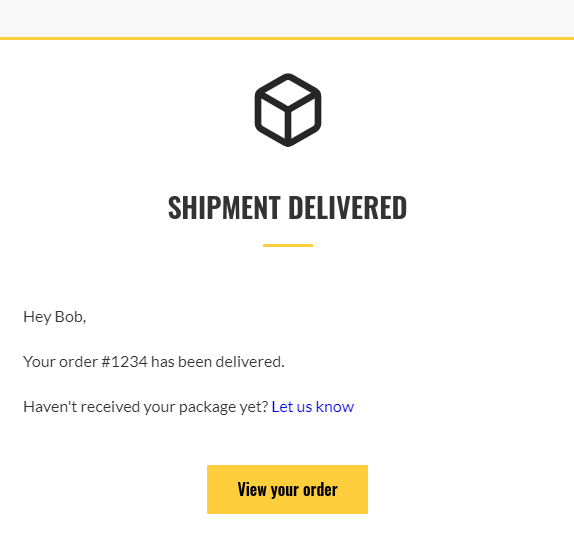 SHIPMENT DELIVERED
Hey Bob,
Your order #1234 has been delivered.
Haven't received your package yet? Let us know
View your order